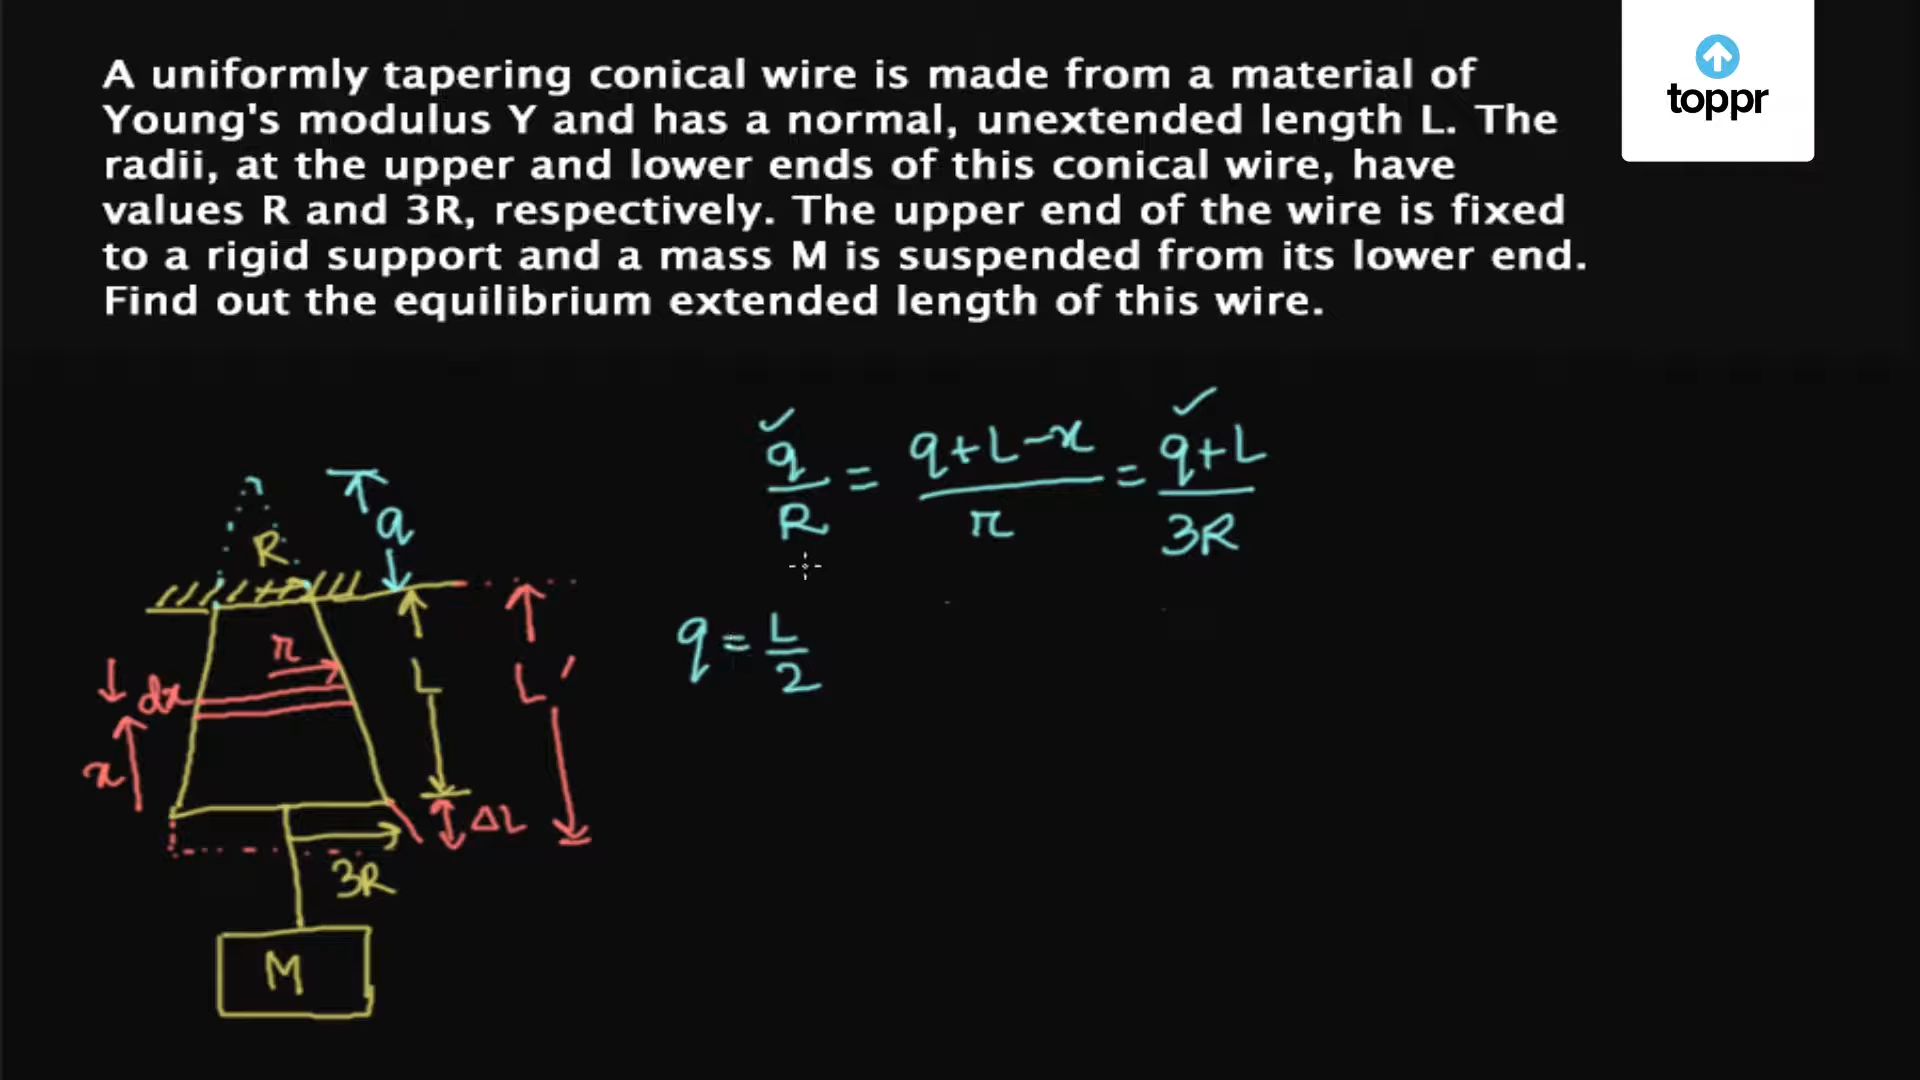 A uniformly tapering conical wire is made from a material of
Young's modulus Y and has a normal, unextended length L. The
radii, at the upper and lower ends of this conical wire, have
values R and 3R, respectively. The upper end of the wire is fixed
to a rigid support and a mass M is suspended from its lower end.
Find out the equilibrium extended length of this wire.
toppr
q/R = q+L-x/r = q+L/3R
q = L/2
q
R
r
dx
x
L
L'
ΔL
3R
M